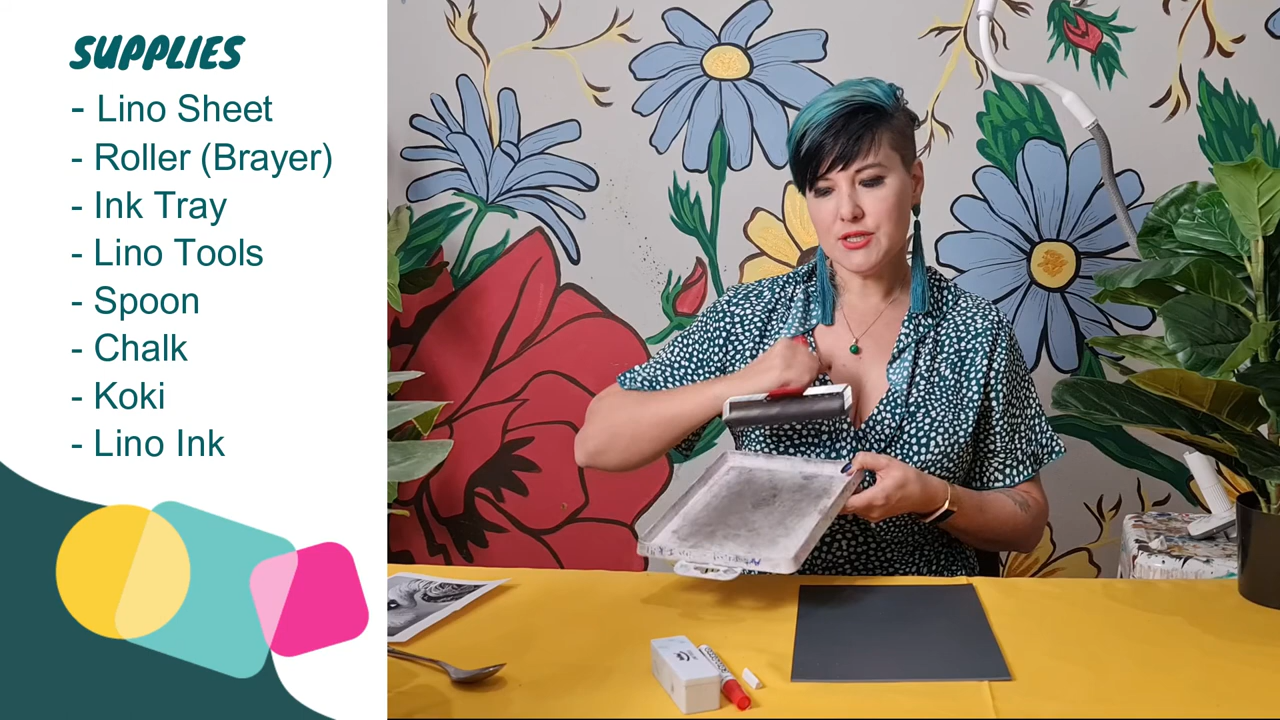 SUPPLIES
- Lino Sheet
- Roller (Brayer)
- Ink Tray
- Lino Tools
- Spoon
- Chalk
- Koki
- Lino Ink